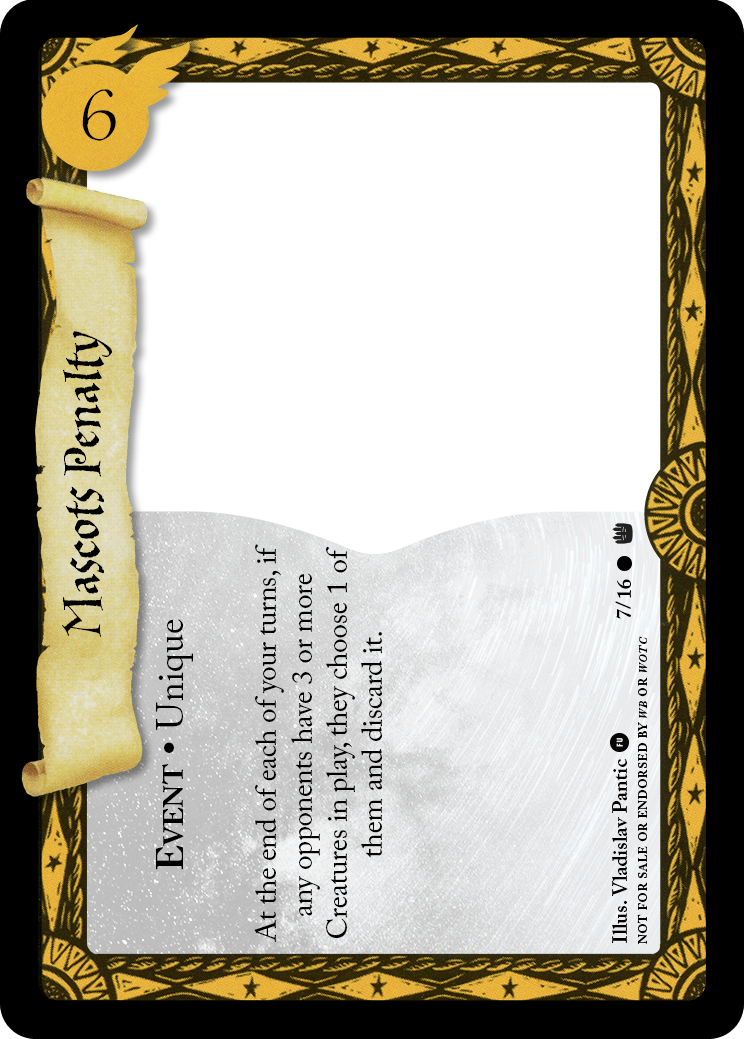 6
Mascots Penalty
EVENT • Unique
At the end of each of your turns, if
any opponents have 3 or more
Creatures in play, they choose 1 of
them and discard it.
Illus. Vladislav Pantic FU 7/16 ●
NOT FOR SALE OR ENDORSED BY WB OR WOTC